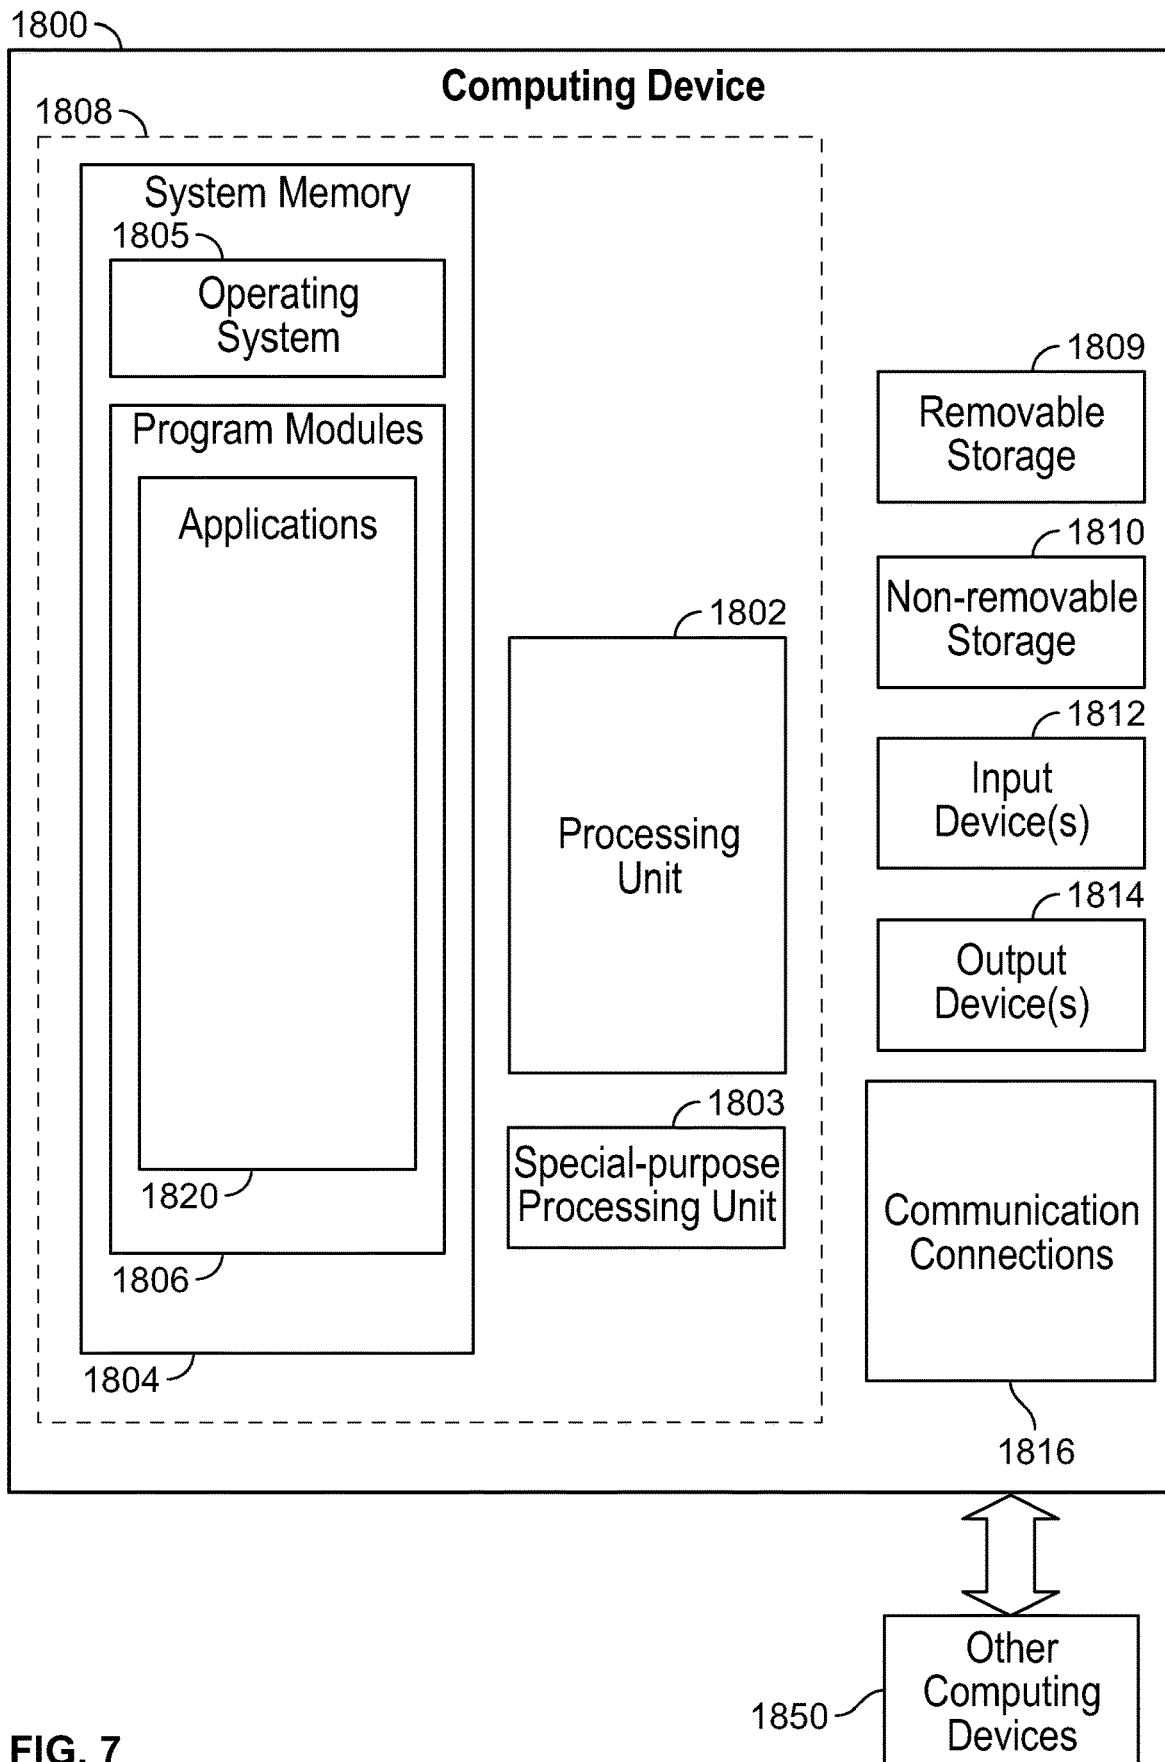 1800
Computing Device
1808
System Memory
1805
Operating
System
Program Modules
Applications
1820
1806
1804
1802
Processing
Unit
1803
Special-purpose
Processing Unit
1809
Removable
Storage
1810
Non-removable
Storage
1812
Input
Device(s)
1814
Output
Device(s)
Communication
Connections
1816
Other
Computing
Devices
1850
FIG. 7